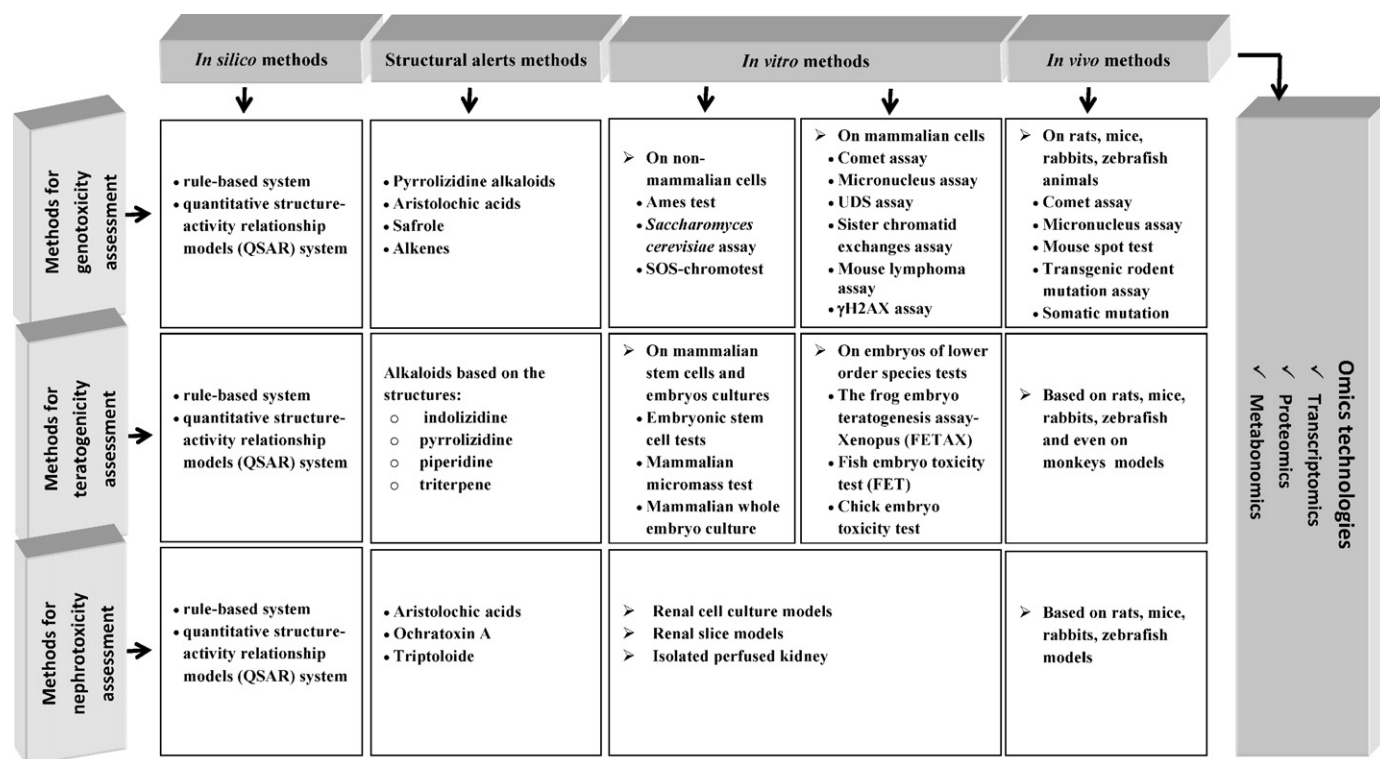 In silico methods
Structural alerts methods
In vitro methods
In vivo methods
Methods for
genotoxicity
assessment
• rule-based system
• quantitative structure-
activity relationship
models (QSAR) system
• Pyrrolizidine alkaloids
• Aristolochic acids
• Safrole
• Alkenes
➢ On non-
mammalian cells
• Ames test
• Saccharomyces
cerevisiae assay
• SOS-chromotest
➢ On mammalian cells
• Comet assay
• Micronucleus assay
• UDS assay
• Sister chromatid
exchanges assay
• Mouse lymphoma
assay
• γH2AX assay
➢ On rats, mice,
rabbits, zebrafish
animals
• Comet assay
• Micronucleus assay
• Mouse spot test
• Transgenic rodent
mutation assay
• Somatic mutation
Methods for
teratogenicity
assessment
• rule-based system
• quantitative structure-
activity relationship
models (QSAR) system
Alkaloids based on the
structures:
o indolizidine
o pyrrolizidine
o piperidine
o triterpene
➢ On mammalian
stem cells and
embryos cultures
• Embryonic stem
cell tests
• Mammalian
micromass test
• Mammalian whole
embryo culture
➢ On embryos of lower
order species tests
• The frog embryo
teratogenesis assay-
Xenopus (FETAX)
• Fish embryo toxicity
test (FET)
• Chick embryo
toxicity test
➢ Based on rats, mice,
rabbits, zebrafish
and even on
monkeys models
Methods for
nephrotoxicity
assessment
• rule-based system
• quantitative structure-
activity relationship
models (QSAR) system
• Aristolochic acids
• Ochratoxin A
• Triptoloide
➢ Renal cell culture models
➢ Renal slice models
➢ Isolated perfused kidney
➢ Based on rats, mice,
rabbits, zebrafish
models
Omics technologies
✓ Transcriptomics
✓ Proteomics
✓ Metabonomics